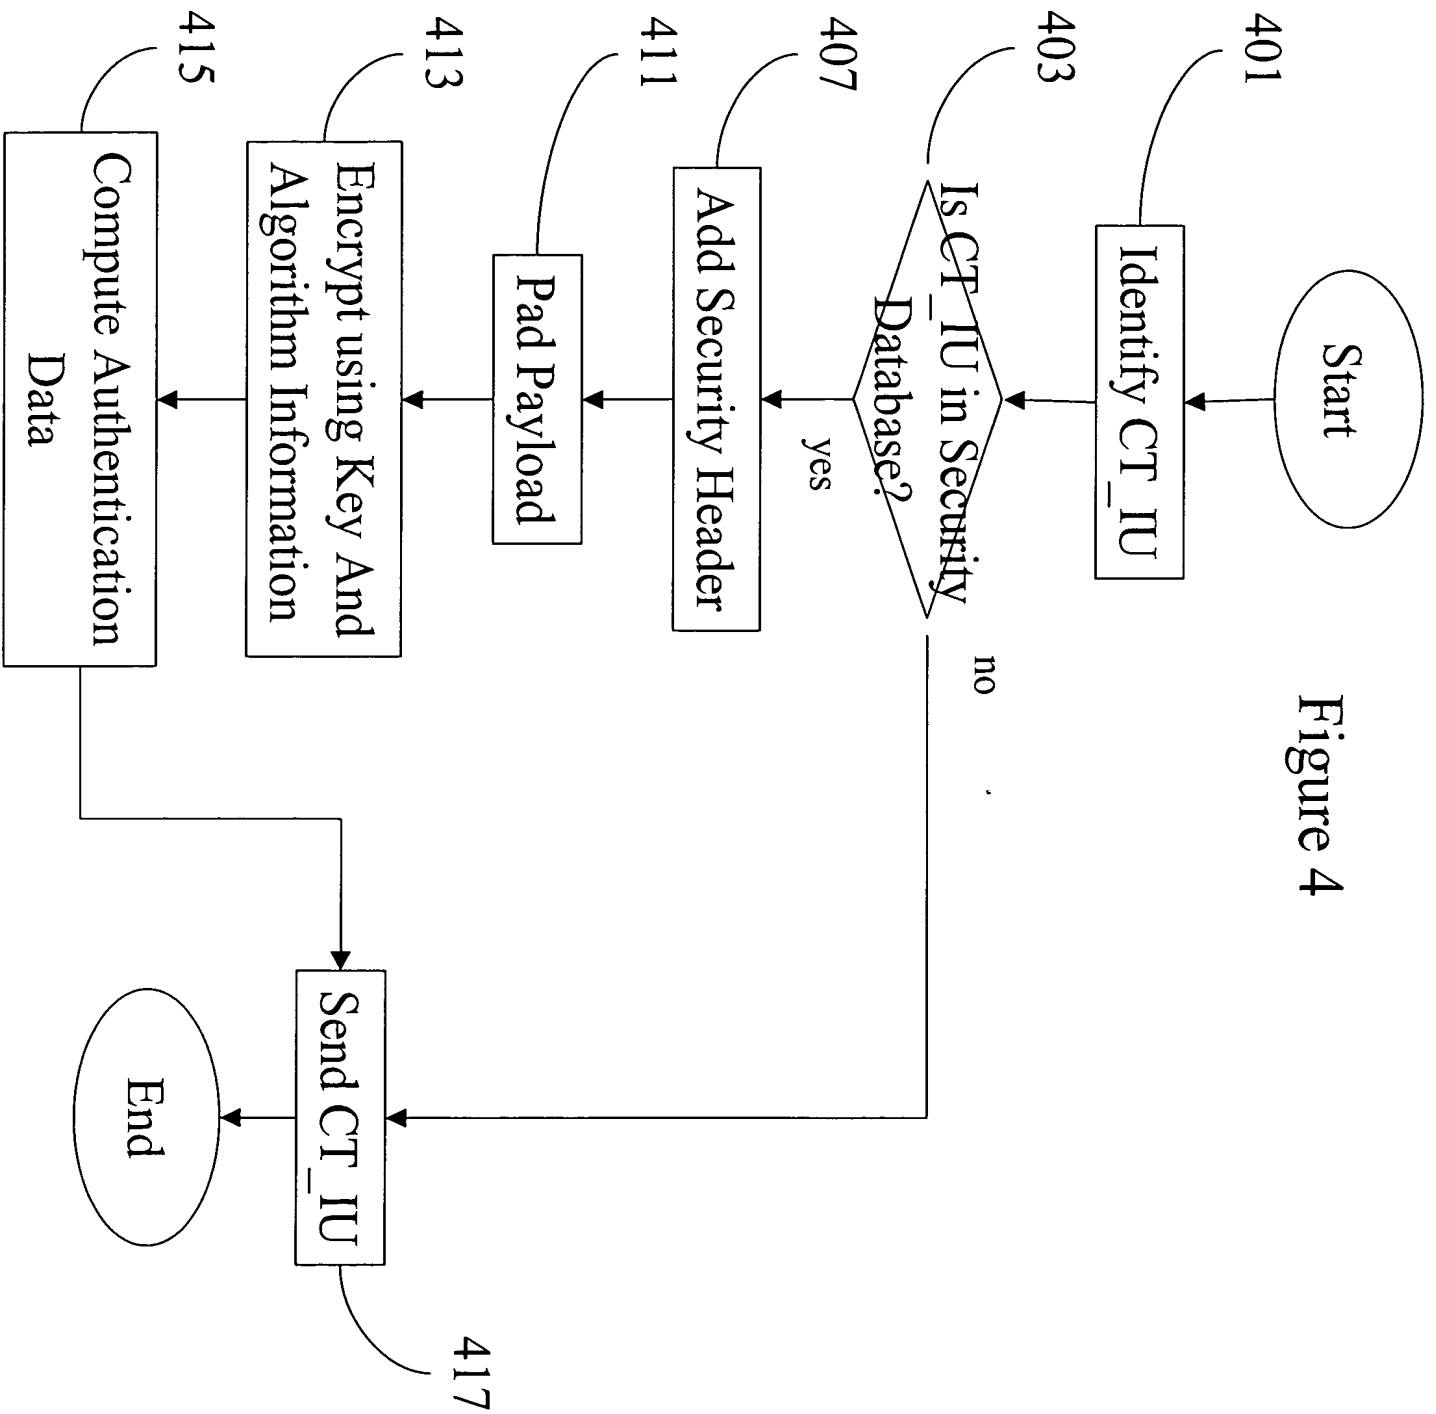 Figure 4
Start
401
Identify CT_IU
403
Is CT_IU in Security
Database?
no
yes
407
Add Security Header
411
Pad Payload
413
Encrypt using Key And
Algorithm Information
415
Compute Authentication
Data
Send CT_IU
417
End